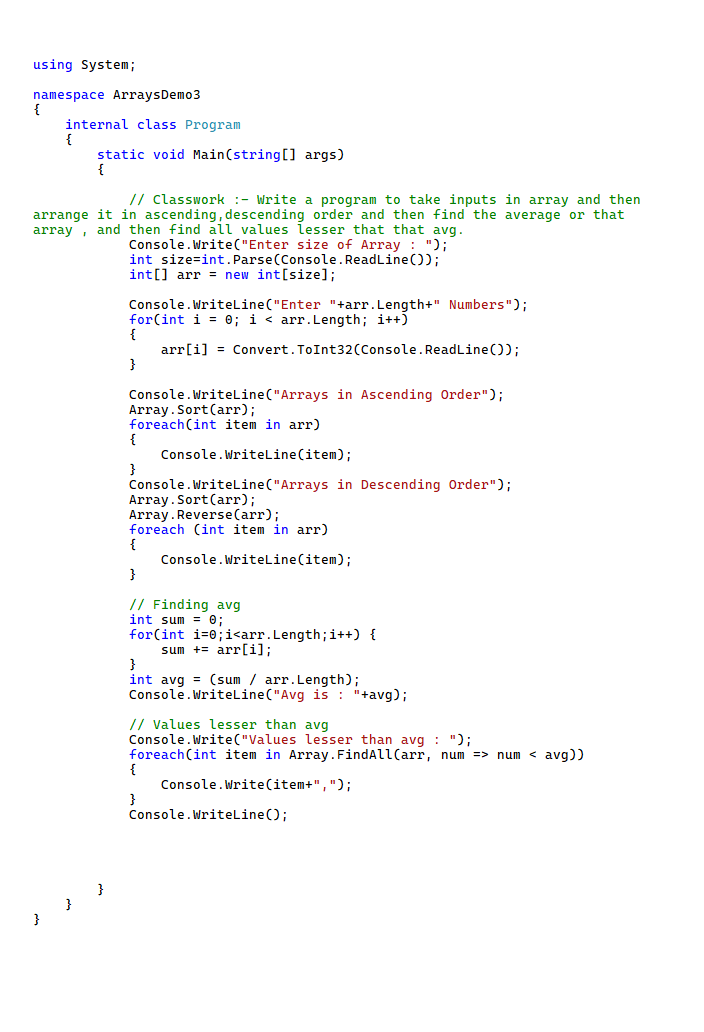 using System;
namespace ArraysDemo3
{
    internal class Program
    {
        static void Main(string[] args)
        {
            // Classwork :- Write a program to take inputs in array and then
arrange it in ascending,descending order and then find the average or that
array , and then find all values lesser that that avg.
            Console.Write("Enter size of Array : ");
            int size=int.Parse(Console.ReadLine());
            int[] arr = new int[size];
            Console.WriteLine("Enter "+arr.Length+" Numbers");
            for(int i = 0; i < arr.Length; i++)
            {
                arr[i] = Convert.ToInt32(Console.ReadLine());
            }
            Console.WriteLine("Arrays in Ascending Order");
            Array.Sort(arr);
            foreach(int item in arr)
            {
                Console.WriteLine(item);
            }
            Console.WriteLine("Arrays in Descending Order");
            Array.Sort(arr);
            Array.Reverse(arr);
            foreach (int item in arr)
            {
                Console.WriteLine(item);
            }
            // Finding avg
            int sum = 0;
            for(int i=0;i<arr.Length;i++) {
                sum += arr[i];
            }
            int avg = (sum / arr.Length);
            Console.WriteLine("Avg is : "+avg);
            // Values lesser than avg
            Console.Write("Values lesser than avg : ");
            foreach(int item in Array.FindAll(arr, num => num < avg))
            {
                Console.Write(item+",");
            }
            Console.WriteLine();
        }
    }
}